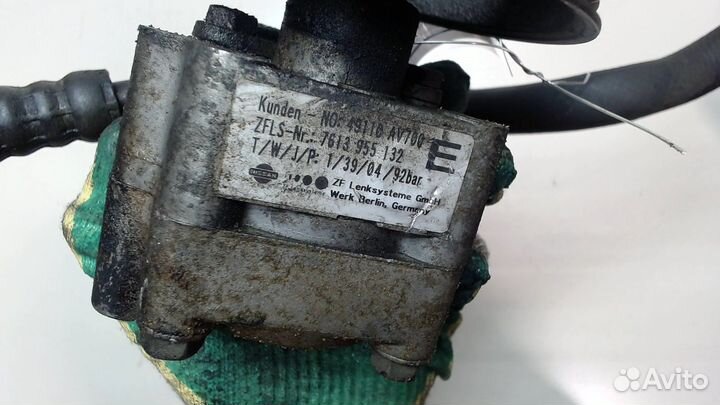 Kunden - NO: 49110 AV700
ZFLS-Nr.: 7613 955 132
T/W/J/P: 1/39/04/92bar
E
NISSAN
ZF Lenksysteme GmbH
Werk Berlin, Germany
Avito